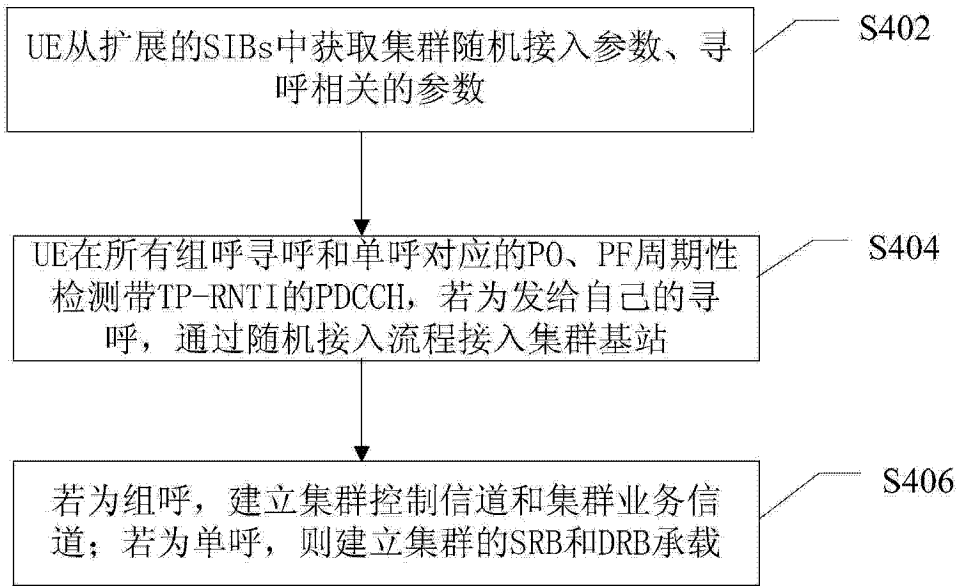 UE从扩展的SIBs中获取集群随机接入参数、寻
呼相关的参数
S402
UE在所有组呼寻呼和单呼对应的PO、PF周期性
检测带TP-RNTI的PDCCH，若为发给自己的寻
呼，通过随机接入流程接入集群基站
S404
若为组呼，建立集群控制信道和集群业务信
道；若为单呼，则建立集群的SRB和DRB承载
S406